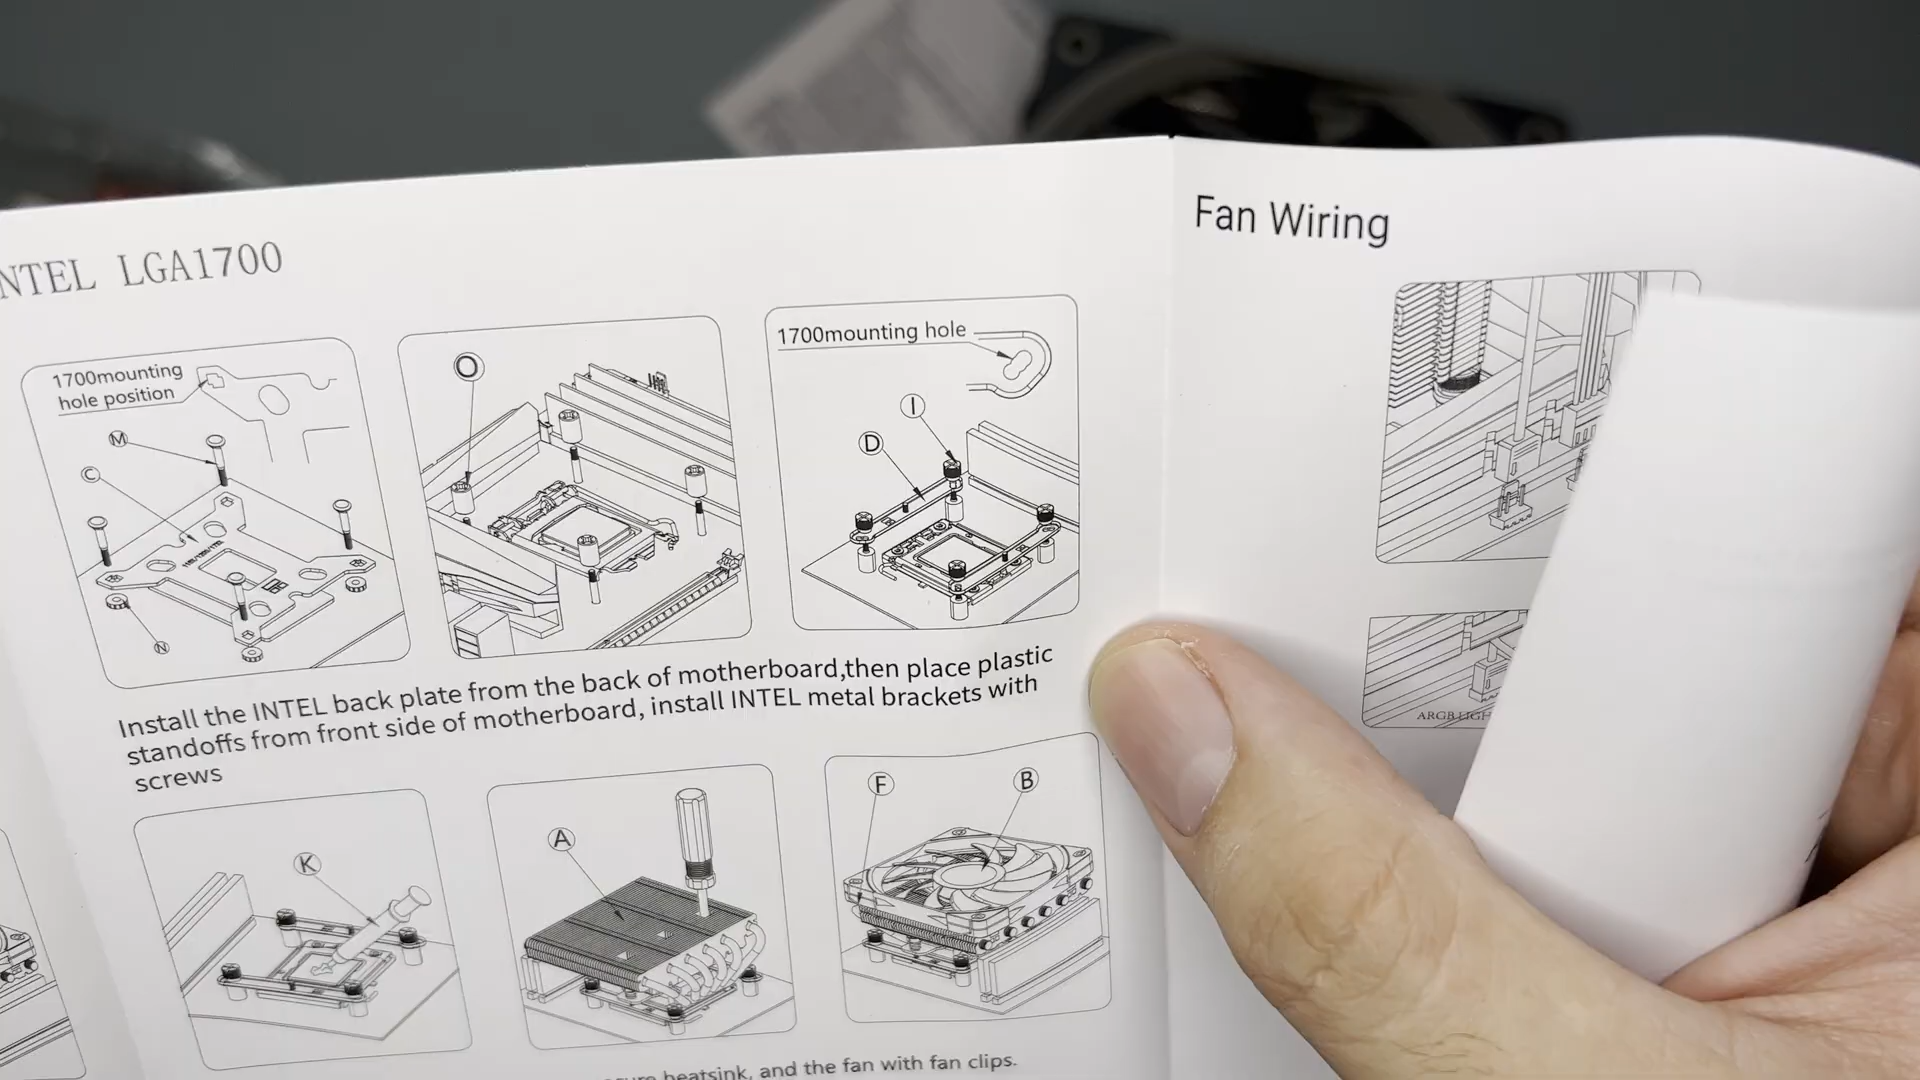 NTEL LGA1700
Fan Wiring
1700mounting
hole position
M
C
N
O
1700mounting hole
I
D
Install the INTEL back plate from the back of motherboard,then place plastic
standoffs from front side of motherboard, install INTEL metal brackets with
screws
K
A
F
B
ARGB LIGH
heatsink, and the fan with fan clips.